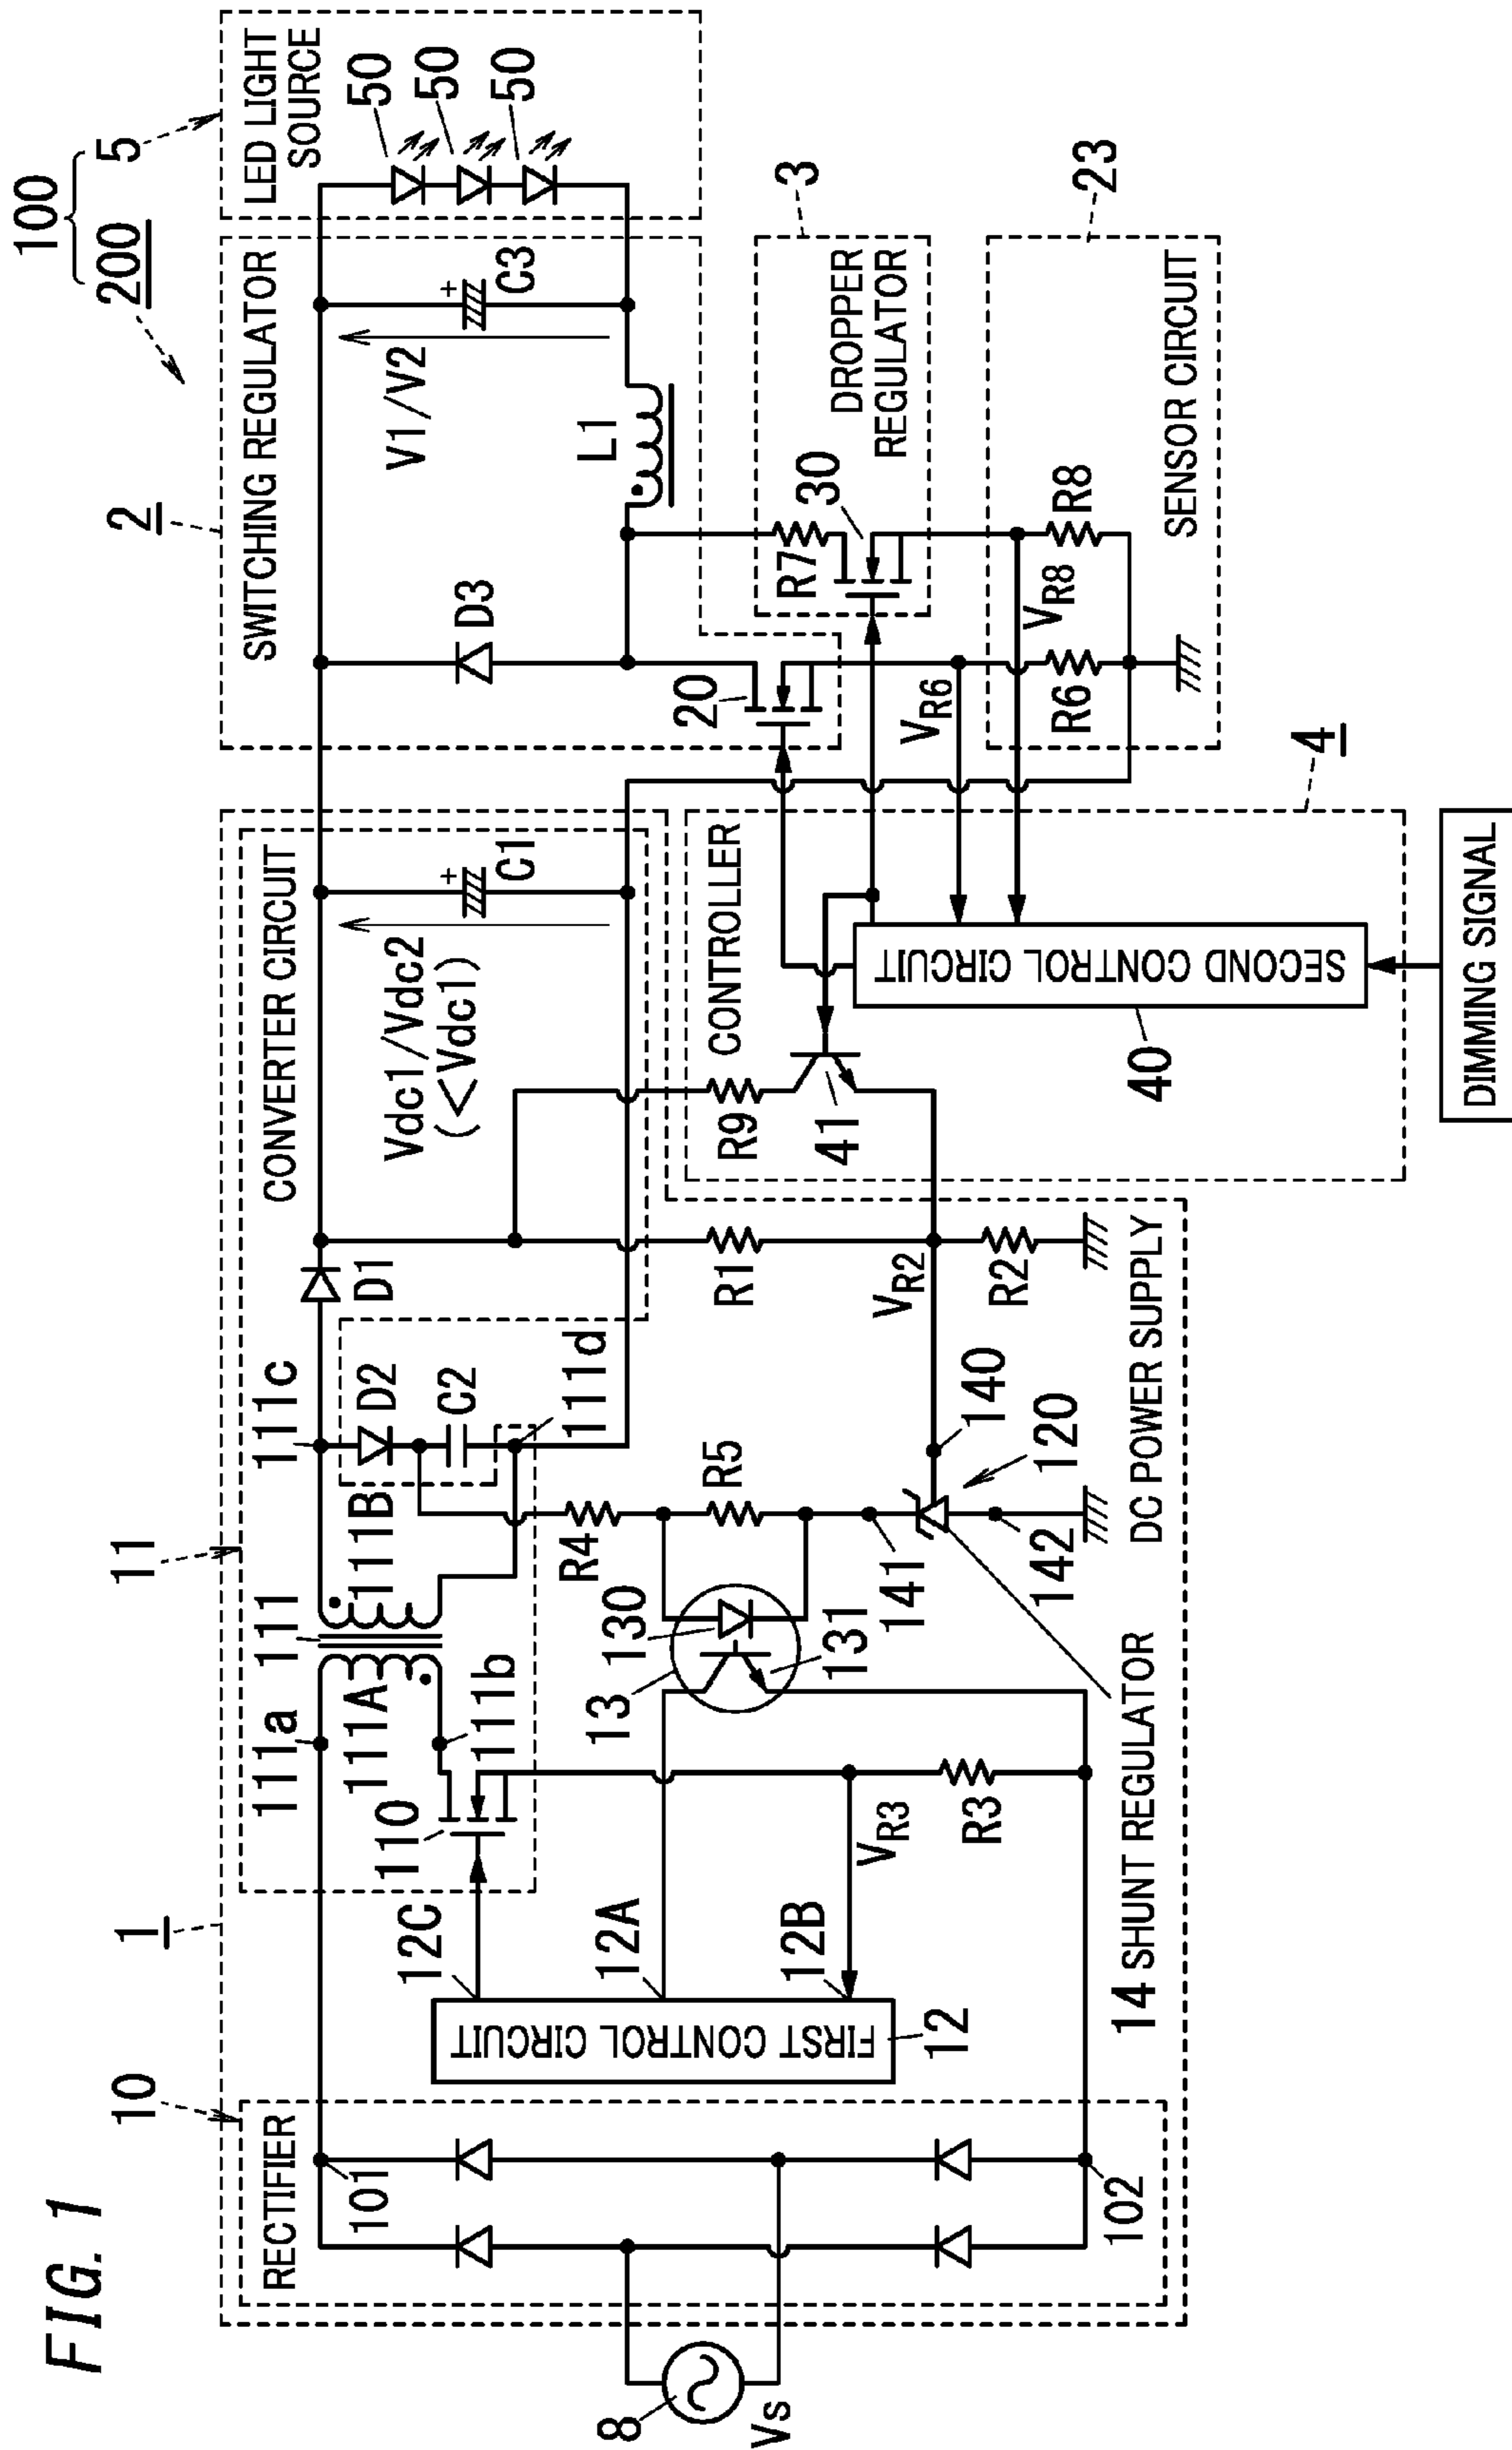 FIG. 1
100
200
5
1
10
RECTIFIER
101
102
8
Vs
FIRST CONTROL CIRCUIT
12
12C
12A
12B
11
CONVERTER CIRCUIT
111a
111
111c
111A
111B
111b
111d
110
D1
D2
C2
Vdc1/Vdc2
(<Vdc1)
C1
13
130
131
R4
R5
R3
VR3
141
142
140
120
14 SHUNT REGULATOR
DC POWER SUPPLY
R1
R2
VR2
4
CONTROLLER
R9
41
SECOND CONTROL CIRCUIT
40
DIMMING SIGNAL
2
SWITCHING REGULATOR
D3
20
L1
V1/V2
C3
LED LIGHT
SOURCE
50
50
50
3
DROPPER
REGULATOR
R7
30
23
SENSOR CIRCUIT
VR6
VR8
R6
R8